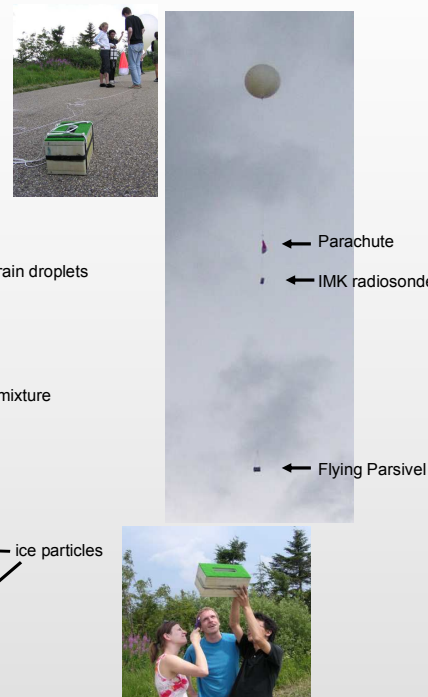 Parachute
rain droplets
IMK radiosonde
mixture
Flying Parsivel
ice particles